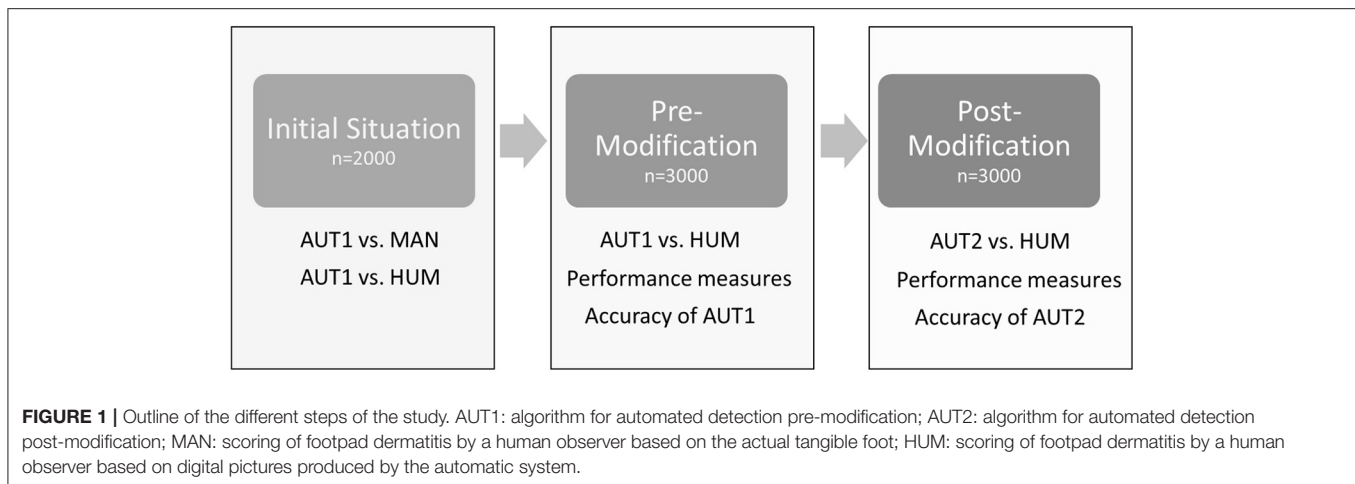 Initial Situation
n=2000
AUT1 vs. MAN
AUT1 vs. HUM
Pre-
Modification
n=3000
AUT1 vs. HUM
Performance measures
Accuracy of AUT1
Post-
Modification
n=3000
AUT2 vs. HUM
Performance measures
Accuracy of AUT2
FIGURE 1 | Outline of the different steps of the study. AUT1: algorithm for automated detection pre-modification; AUT2: algorithm for automated detection
post-modification; MAN: scoring of footpad dermatitis by a human observer based on the actual tangible foot; HUM: scoring of footpad dermatitis by a human
observer based on digital pictures produced by the automatic system.